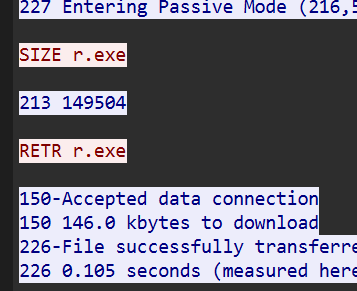 227 Entering Passive Mode (216,5
SIZE r.exe
213 149504
RETR r.exe
150-Accepted data connection
150 146.0 kbytes to download
226-File successfully transferre
226 0.105 seconds (measured here